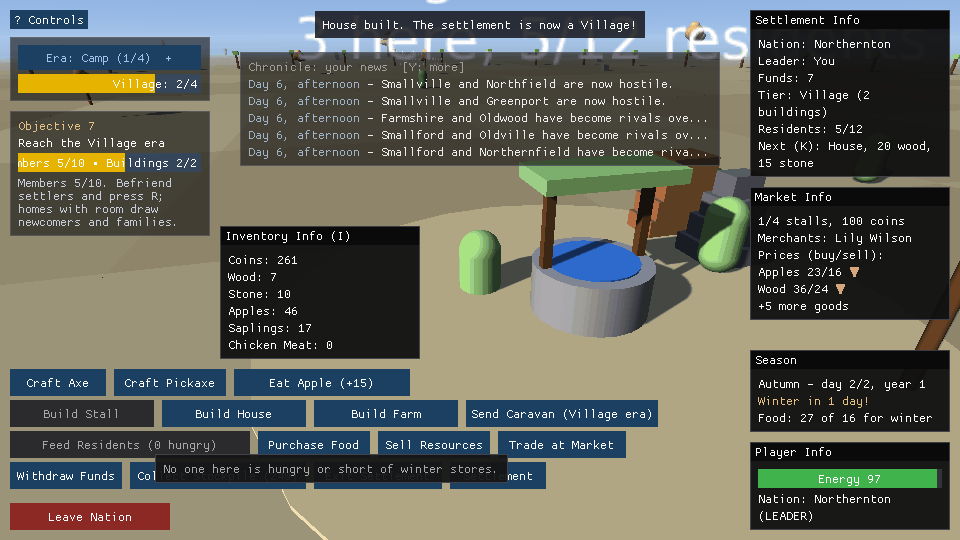 ? Controls
House built. The settlement is now a Village!
3 here, 5/12 res
Era: Camp (1/4) +
Village: 2/4
Objective 7
Reach the Village era
mbers 5/10 • Buildings 2/2
Members 5/10. Befriend
settlers and press R;
homes with room draw
newcomers and families.
Chronicle: your news [Y: more]
Day 6, afternoon – Smallville and Northfield are now hostile.
Day 6, afternoon – Smallville and Greenport are now hostile.
Day 6, afternoon – Farmshire and Oldwood have become rivals ove...
Day 6, afternoon – Smallford and Oldville have become rivals ov...
Day 6, afternoon – Smallford and Northernfield have become riva...
Settlement Info
Nation: Northernton
Leader: You
Funds: 7
Tier: Village (2
buildings)
Residents: 5/12
Next (K): House, 20 wood,
15 stone
Market Info
1/4 stalls, 100 coins
Merchants: Lily Wilson
Prices (buy/sell):
Apples 23/16 ▼
Wood 36/24 ▼
+5 more goods
Inventory Info (I)
Coins: 261
Wood: 7
Stone: 10
Apples: 46
Saplings: 17
Chicken Meat: 0
Season
Autumn – day 2/2, year 1
Winter in 1 day!
Food: 27 of 16 for winter
Player Info
Energy 97
Nation: Northernton
(LEADER)
Craft Axe
Craft Pickaxe
Eat Apple (+15)
Build Stall
Build House
Build Farm
Send Caravan (Village era)
Feed Residents (0 hungry)
Purchase Food
Sell Resources
Trade at Market
No one here is hungry or short of winter stores.
Withdraw Funds
Leave Nation